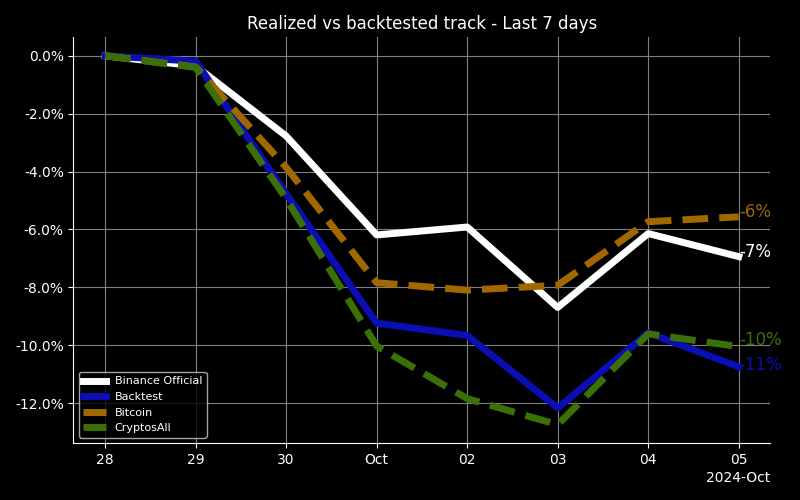 Realized vs backtested track - Last 7 days
0.0%
-2.0%
-4.0%
-6.0%
-8.0%
-10.0%
-12.0%
-6%
-7%
-10%
-11%
Binance Official
Backtest
Bitcoin
CryptosAll
28 29 30 Oct 02 03 04 05
2024-Oct